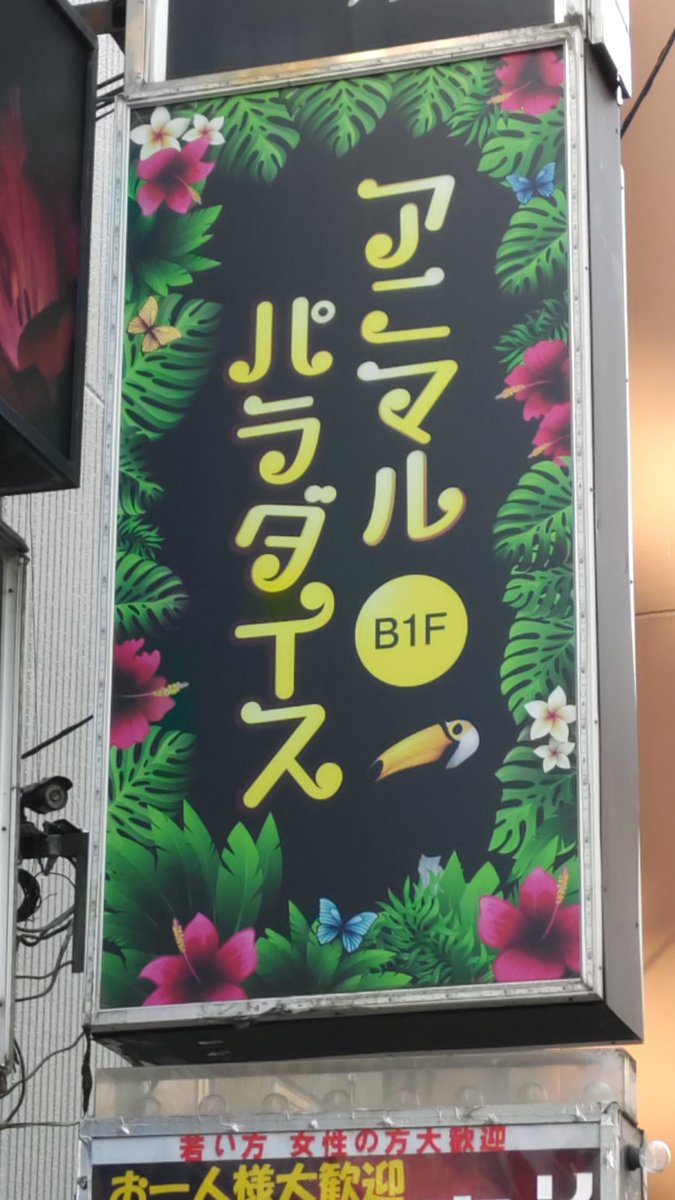 アニマル
パラダイス
B1F
若い方 女性の方大歓迎
お一人様大歓迎